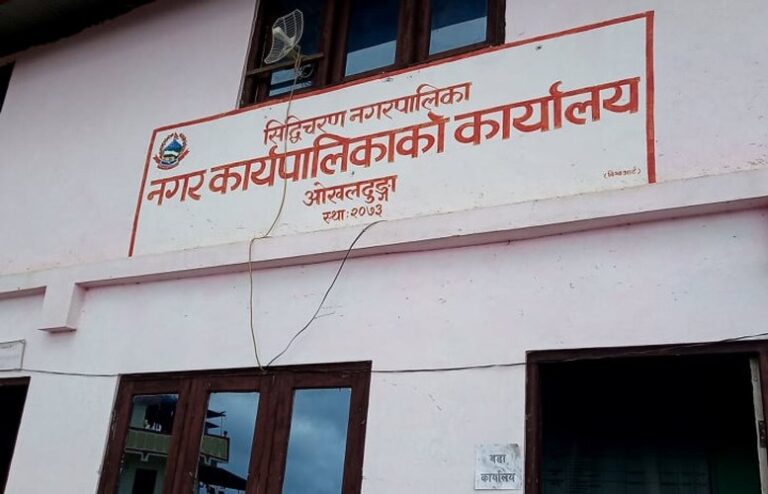 सिद्धिचरण नगरपालिका
नगर कार्यपालिकाको कार्यालय
ओखलढुङ्गा
स्था: २०७३
वडा
कार्यालय